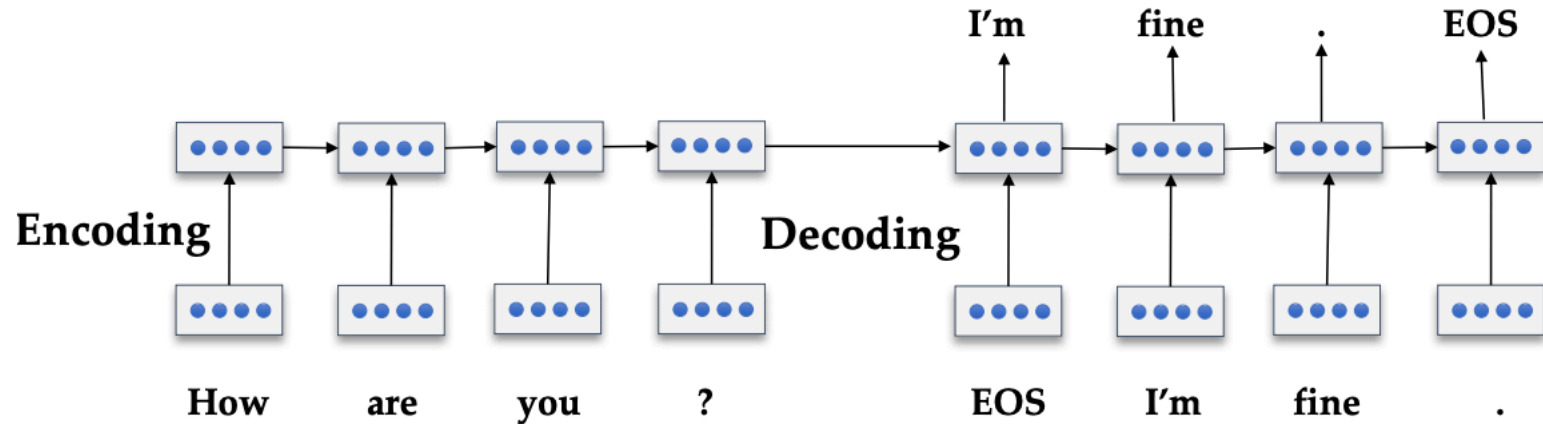 I'm fine . EOS
Encoding Decoding
How are you ? EOS I'm fine .